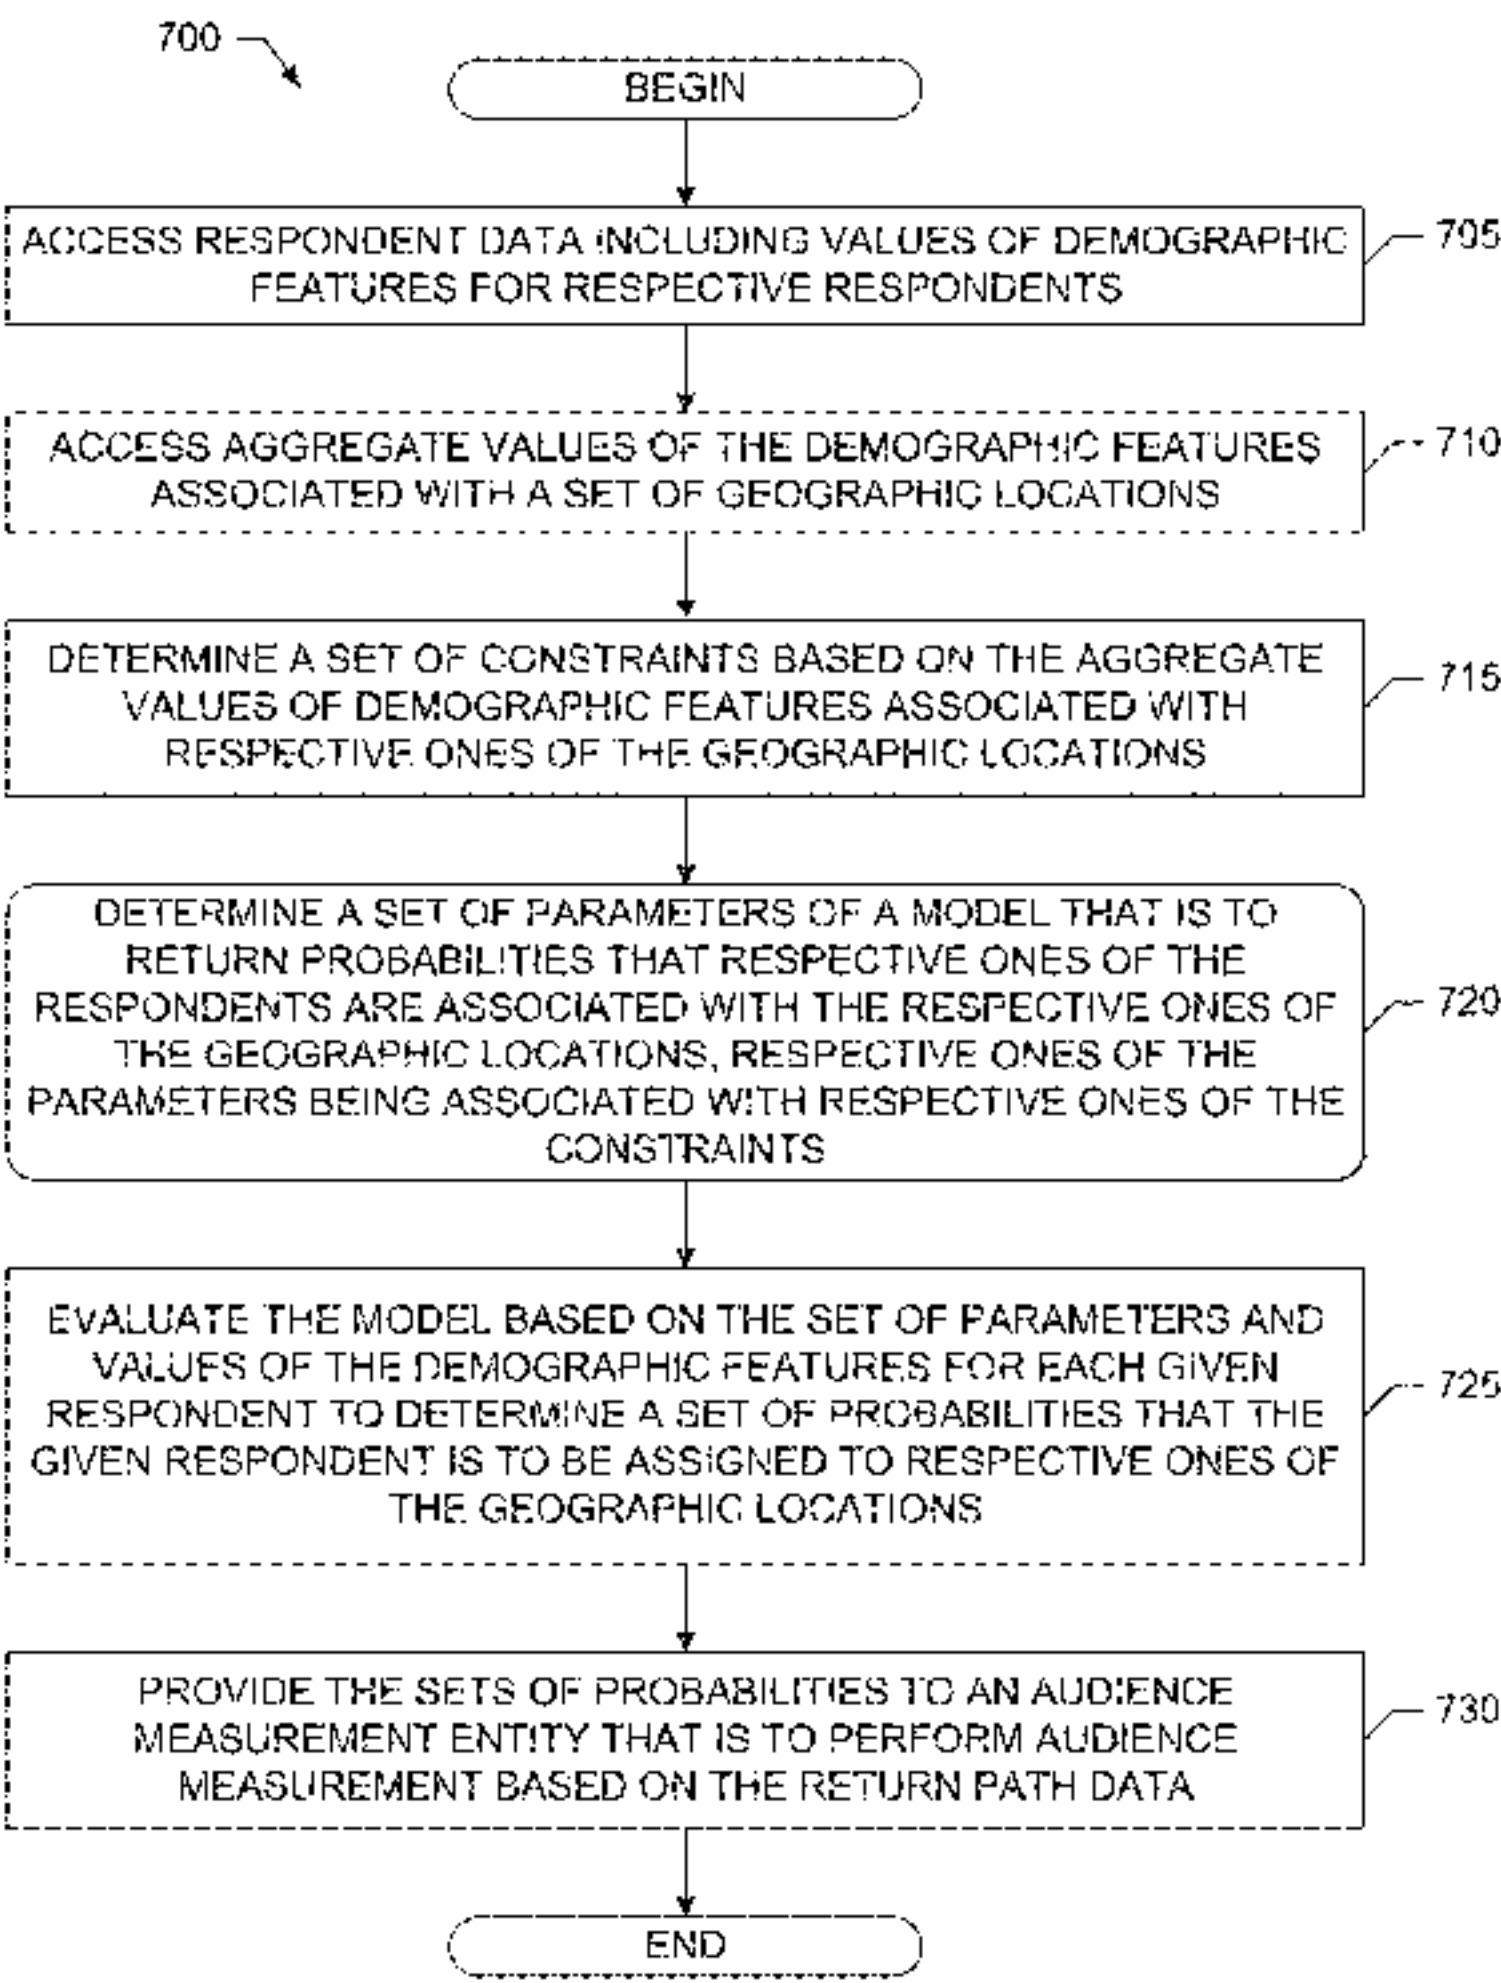 700
BEGIN
ACCESS RESPONDENT DATA INCLUDING VALUES OF DEMOGRAPHIC
FEATURES FOR RESPECTIVE RESPONDENTS
705
ACCESS AGGREGATE VALUES OF THE DEMOGRAPHIC FEATURES
ASSOCIATED WITH A SET OF GEOGRAPHIC LOCATIONS
710
DETERMINE A SET OF CONSTRAINTS BASED ON THE AGGREGATE
VALUES OF DEMOGRAPHIC FEATURES ASSOCIATED WITH
RESPECTIVE ONES OF THE GEOGRAPHIC LOCATIONS
715
DETERMINE A SET OF PARAMETERS OF A MODEL THAT IS TO
RETURN PROBABILITIES THAT RESPECTIVE ONES OF THE
RESPONDENTS ARE ASSOCIATED WITH THE RESPECTIVE ONES OF
THE GEOGRAPHIC LOCATIONS, RESPECTIVE ONES OF THE
PARAMETERS BEING ASSOCIATED WITH RESPECTIVE ONES OF THE
CONSTRAINTS
720
EVALUATE THE MODEL BASED ON THE SET OF PARAMETERS AND
VALUES OF THE DEMOGRAPHIC FEATURES FOR EACH GIVEN
RESPONDENT TO DETERMINE A SET OF PROBABILITIES THAT THE
GIVEN RESPONDENT IS TO BE ASSIGNED TO RESPECTIVE ONES OF
THE GEOGRAPHIC LOCATIONS
725
PROVIDE THE SETS OF PROBABILITIES TO AN AUDIENCE
MEASUREMENT ENTITY THAT IS TO PERFORM AUDIENCE
MEASUREMENT BASED ON THE RETURN PATH DATA
730
END